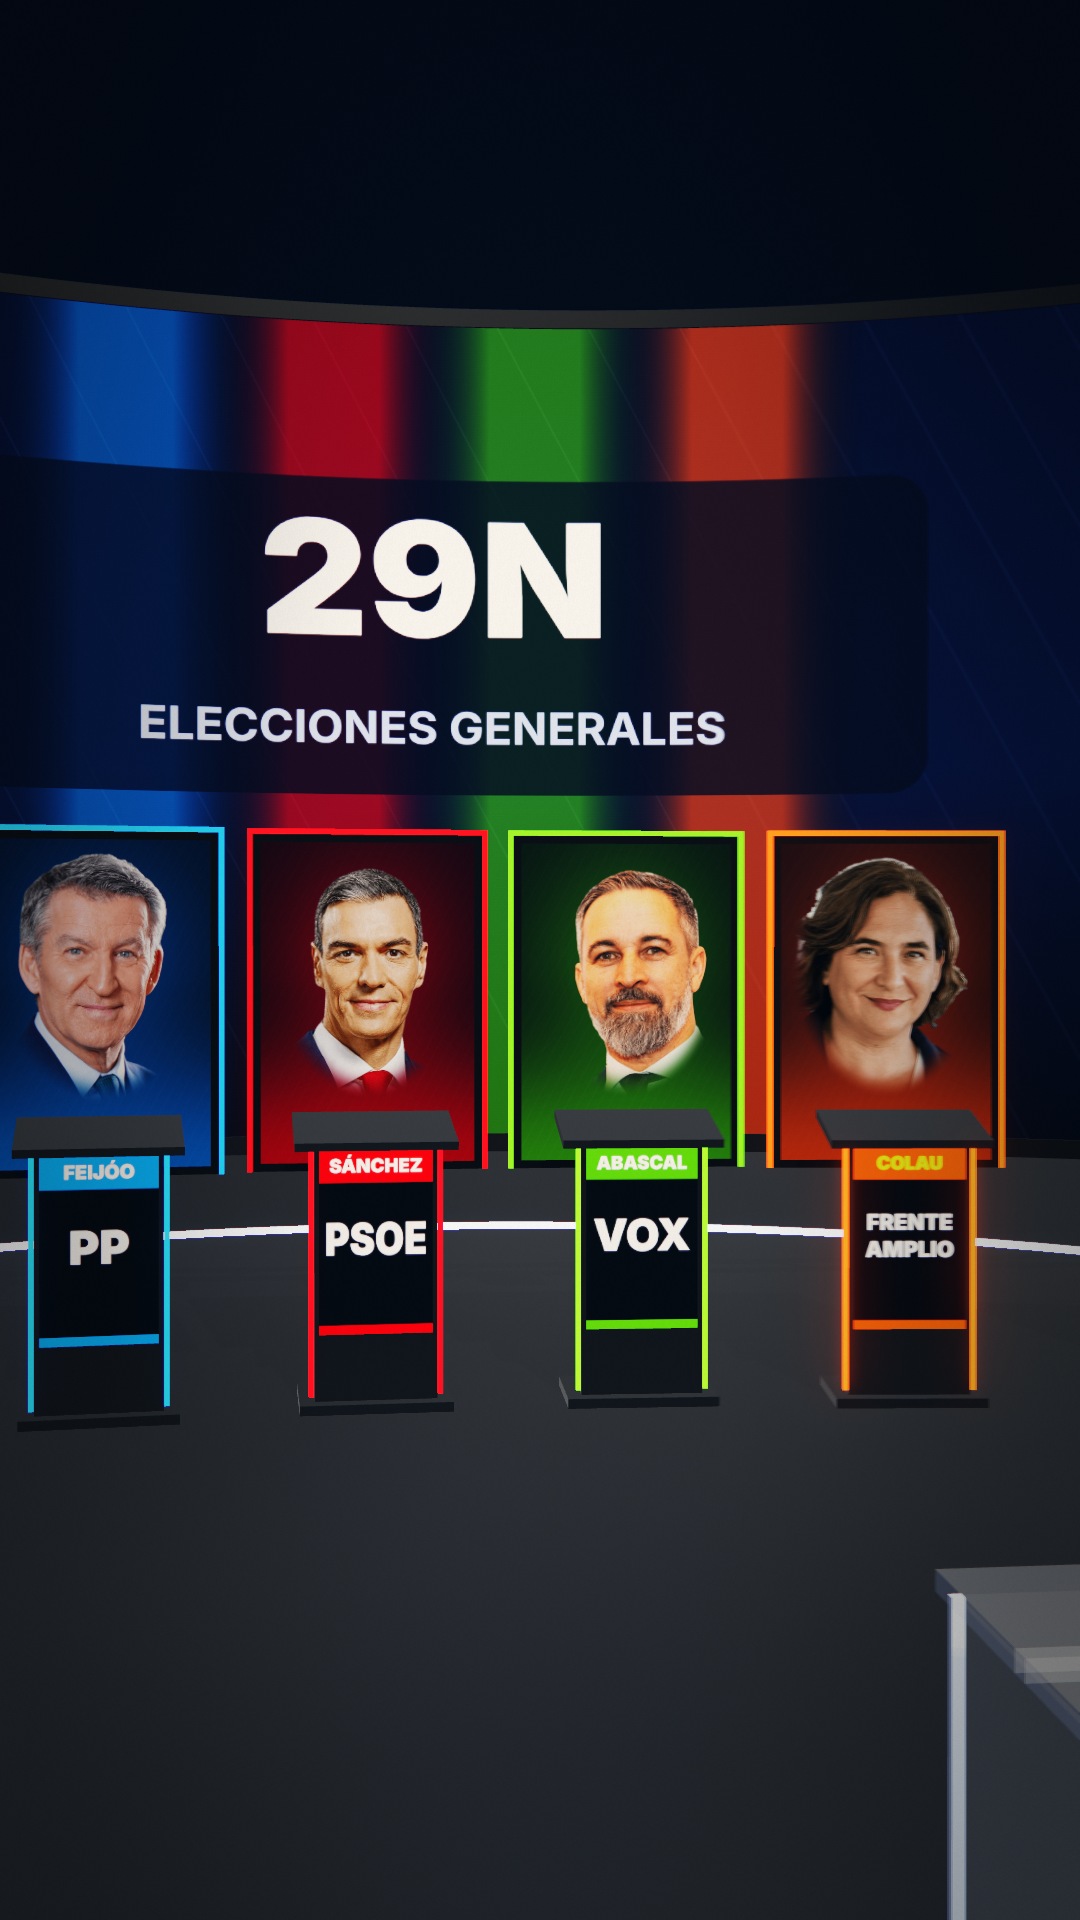 29N
ELECCIONES GENERALES
FEIJÓO
PP
SÁNCHEZ
PSOE
ABASCAL
VOX
COLAU
FRENTE
AMPLIO